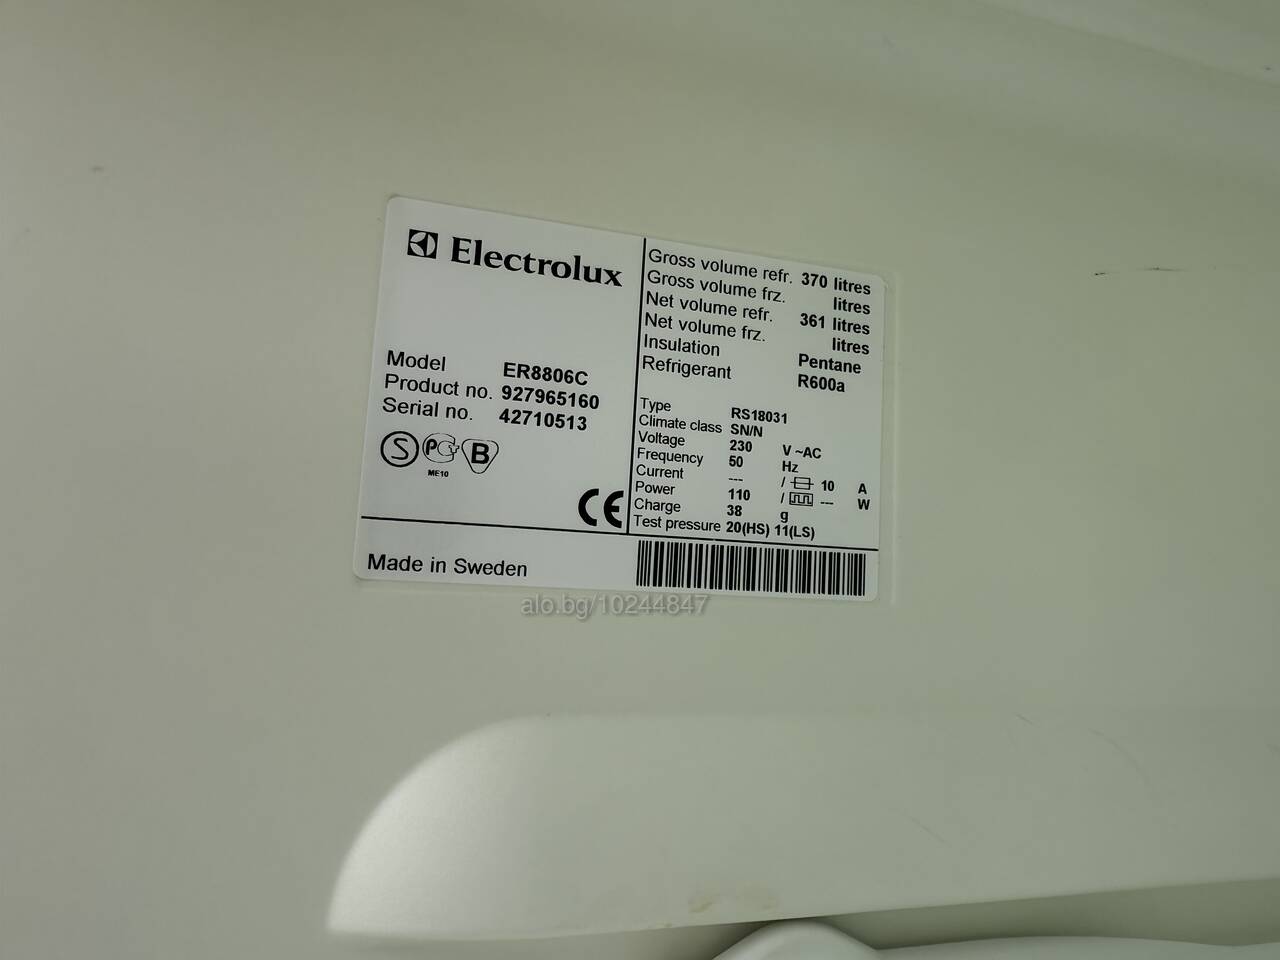 Electrolux
Model ER8806C
Product no. 927965160
Serial no. 42710513
S PCT B
ME10
CE
Made in Sweden
Gross volume refr. 370 litres
Gross volume frz. litres
Net volume refr. 361 litres
Net volume frz. litres
Insulation Pentane
Refrigerant R600a
Type RS18031
Climate class SN/N
Voltage 230 V ~AC
Frequency 50 Hz
Current --- / 10 A
Power 110 / --- W
Charge 38 g
Test pressure 20(HS) 11(LS)
alo.bg/10244847